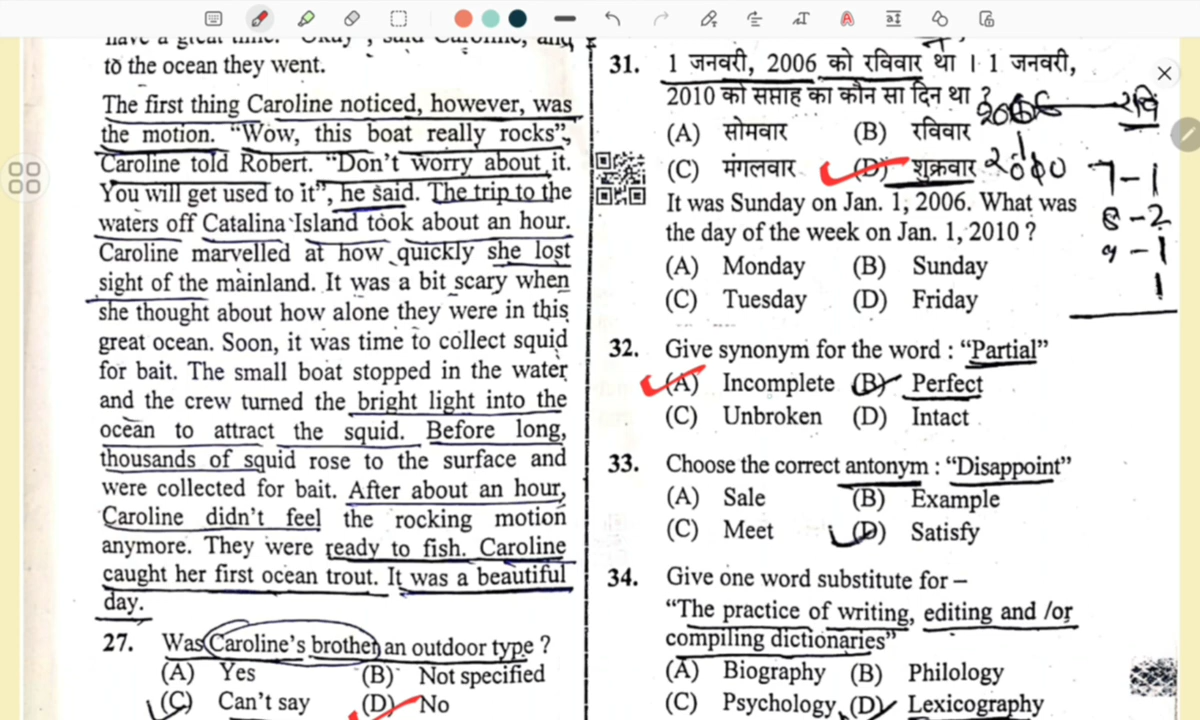 to the ocean they went.
The first thing Caroline noticed, however, was
the motion. “Wow, this boat really rocks”,
Caroline told Robert. “Don’t worry about it.
You will get used to it”, he said. The trip to the
waters off Catalina Island took about an hour.
Caroline marvelled at how quickly she lost
sight of the mainland. It was a bit scary when
she thought about how alone they were in this
great ocean. Soon, it was time to collect squid
for bait. The small boat stopped in the water
and the crew turned the bright light into the
ocean to attract the squid. Before long,
thousands of squid rose to the surface and
were collected for bait. After about an hour,
Caroline didn’t feel the rocking motion
anymore. They were ready to fish. Caroline
caught her first ocean trout. It was a beautiful
day.
27. Was Caroline’s brother an outdoor type ?
(A) Yes (B) Not specified
(C) Can’t say (D) No
31. 1 जनवरी, 2006 को रविवार था । 1 जनवरी,
2010 को सप्ताह का कौन सा दिन था ?
(A) सोमवार (B) रविवार
(C) मंगलवार (D) शुक्रवार
It was Sunday on Jan. 1, 2006. What was
the day of the week on Jan. 1, 2010 ?
(A) Monday (B) Sunday
(C) Tuesday (D) Friday
रवि
7-1
8-2
9-1
1
32. Give synonym for the word : “Partial”
(A) Incomplete (B) Perfect
(C) Unbroken (D) Intact
33. Choose the correct antonym : “Disappoint”
(A) Sale (B) Example
(C) Meet (D) Satisfy
34. Give one word substitute for –
“The practice of writing, editing and /or
compiling dictionaries”
(A) Biography (B) Philology
(C) Psychology (D) Lexicography